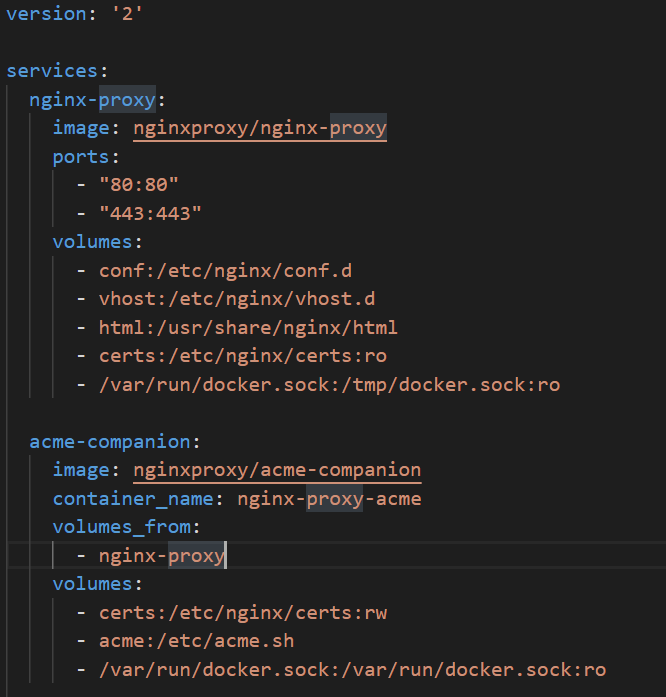 version: '2'

services:
  nginx-proxy:
    image: nginxproxy/nginx-proxy
    ports:
      - "80:80"
      - "443:443"
    volumes:
      - conf:/etc/nginx/conf.d
      - vhost:/etc/nginx/vhost.d
      - html:/usr/share/nginx/html
      - certs:/etc/nginx/certs:ro
      - /var/run/docker.sock:/tmp/docker.sock:ro

  acme-companion:
    image: nginxproxy/acme-companion
    container_name: nginx-proxy-acme
    volumes_from:
      - nginx-proxy
    volumes:
      - certs:/etc/nginx/certs:rw
      - acme:/etc/acme.sh
      - /var/run/docker.sock:/var/run/docker.sock:ro